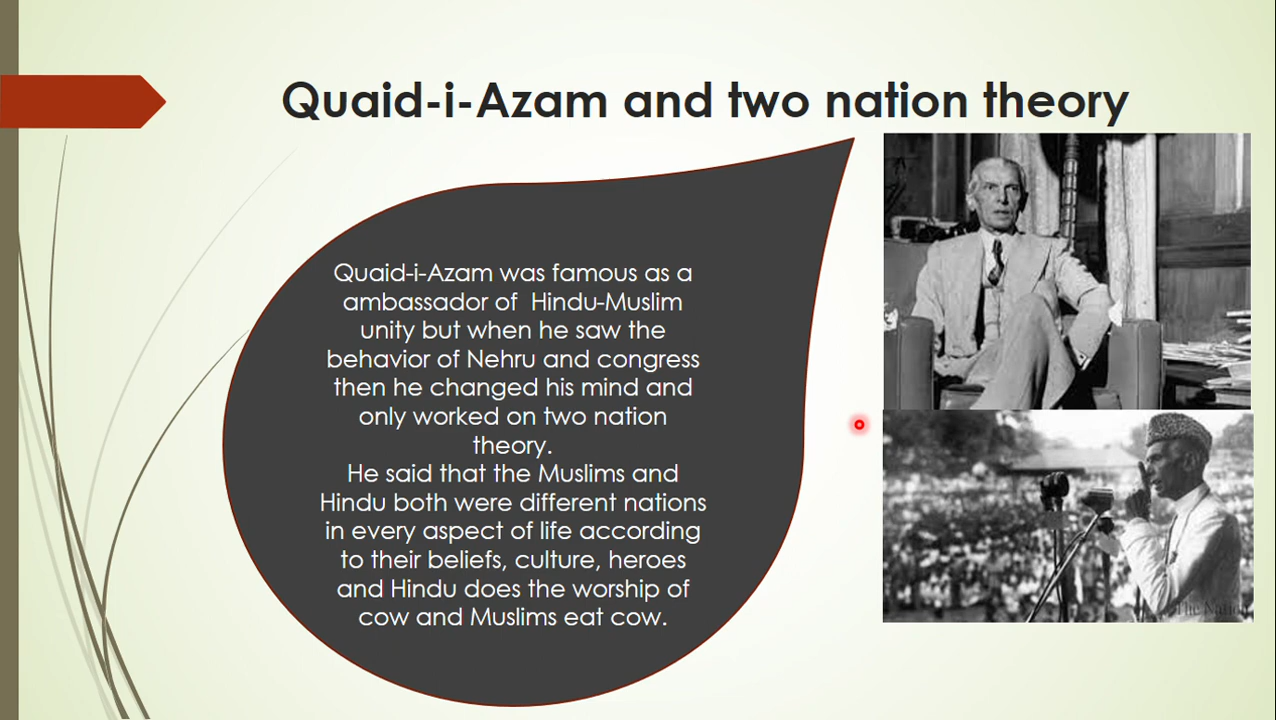 Quaid-i-Azam and two nation theory
Quaid-i-Azam was famous as a
ambassador of Hindu-Muslim
unity but when he saw the
behavior of Nehru and congress
then he changed his mind and
only worked on two nation
theory.
He said that the Muslims and
Hindu both were different nations
in every aspect of life according
to their beliefs, culture, heroes
and Hindu does the worship of
cow and Muslims eat cow.
The Nation